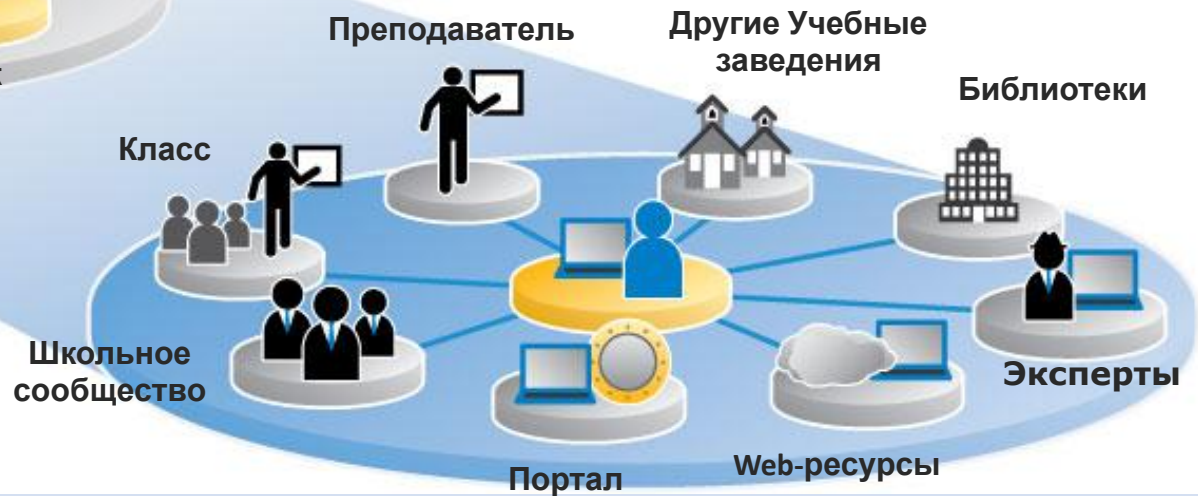 Преподаватель
Другие Учебные
заведения
Библиотеки
Класс
Школьное
сообщество
Эксперты
Web-ресурсы
Портал